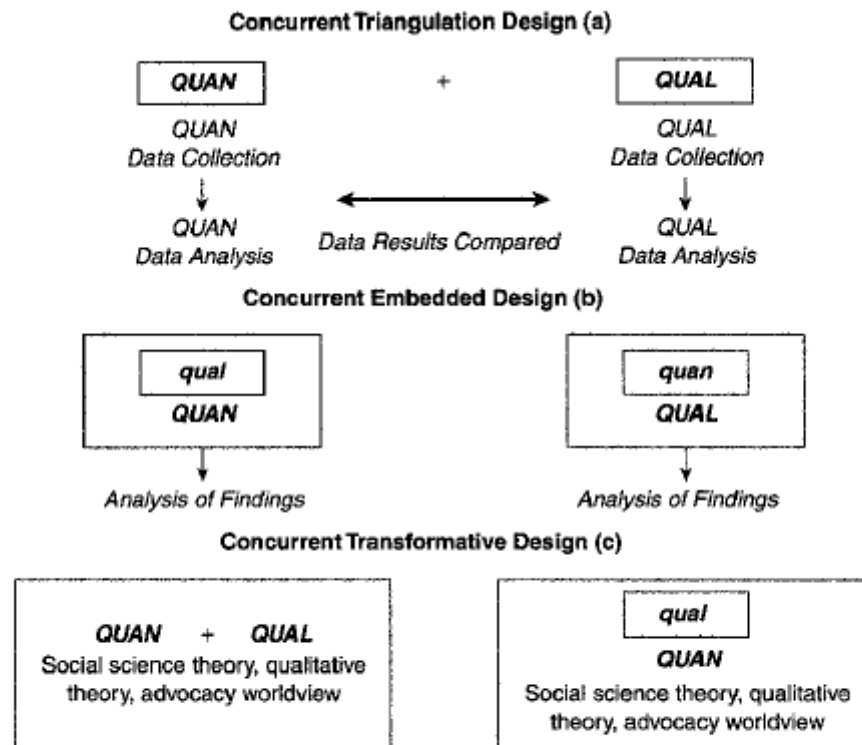 Concurrent Triangulation Design (a)
QUAN + QUAL
QUAN QUAL
Data Collection Data Collection
QUAN QUAL
Data Analysis Data Results Compared Data Analysis
Concurrent Embedded Design (b)
qual quan
QUAN QUAL
Analysis of Findings Analysis of Findings
Concurrent Transformative Design (c)
QUAN + QUAL
Social science theory, qualitative
theory, advocacy worldview
qual
QUAN
Social science theory, qualitative
theory, advocacy worldview